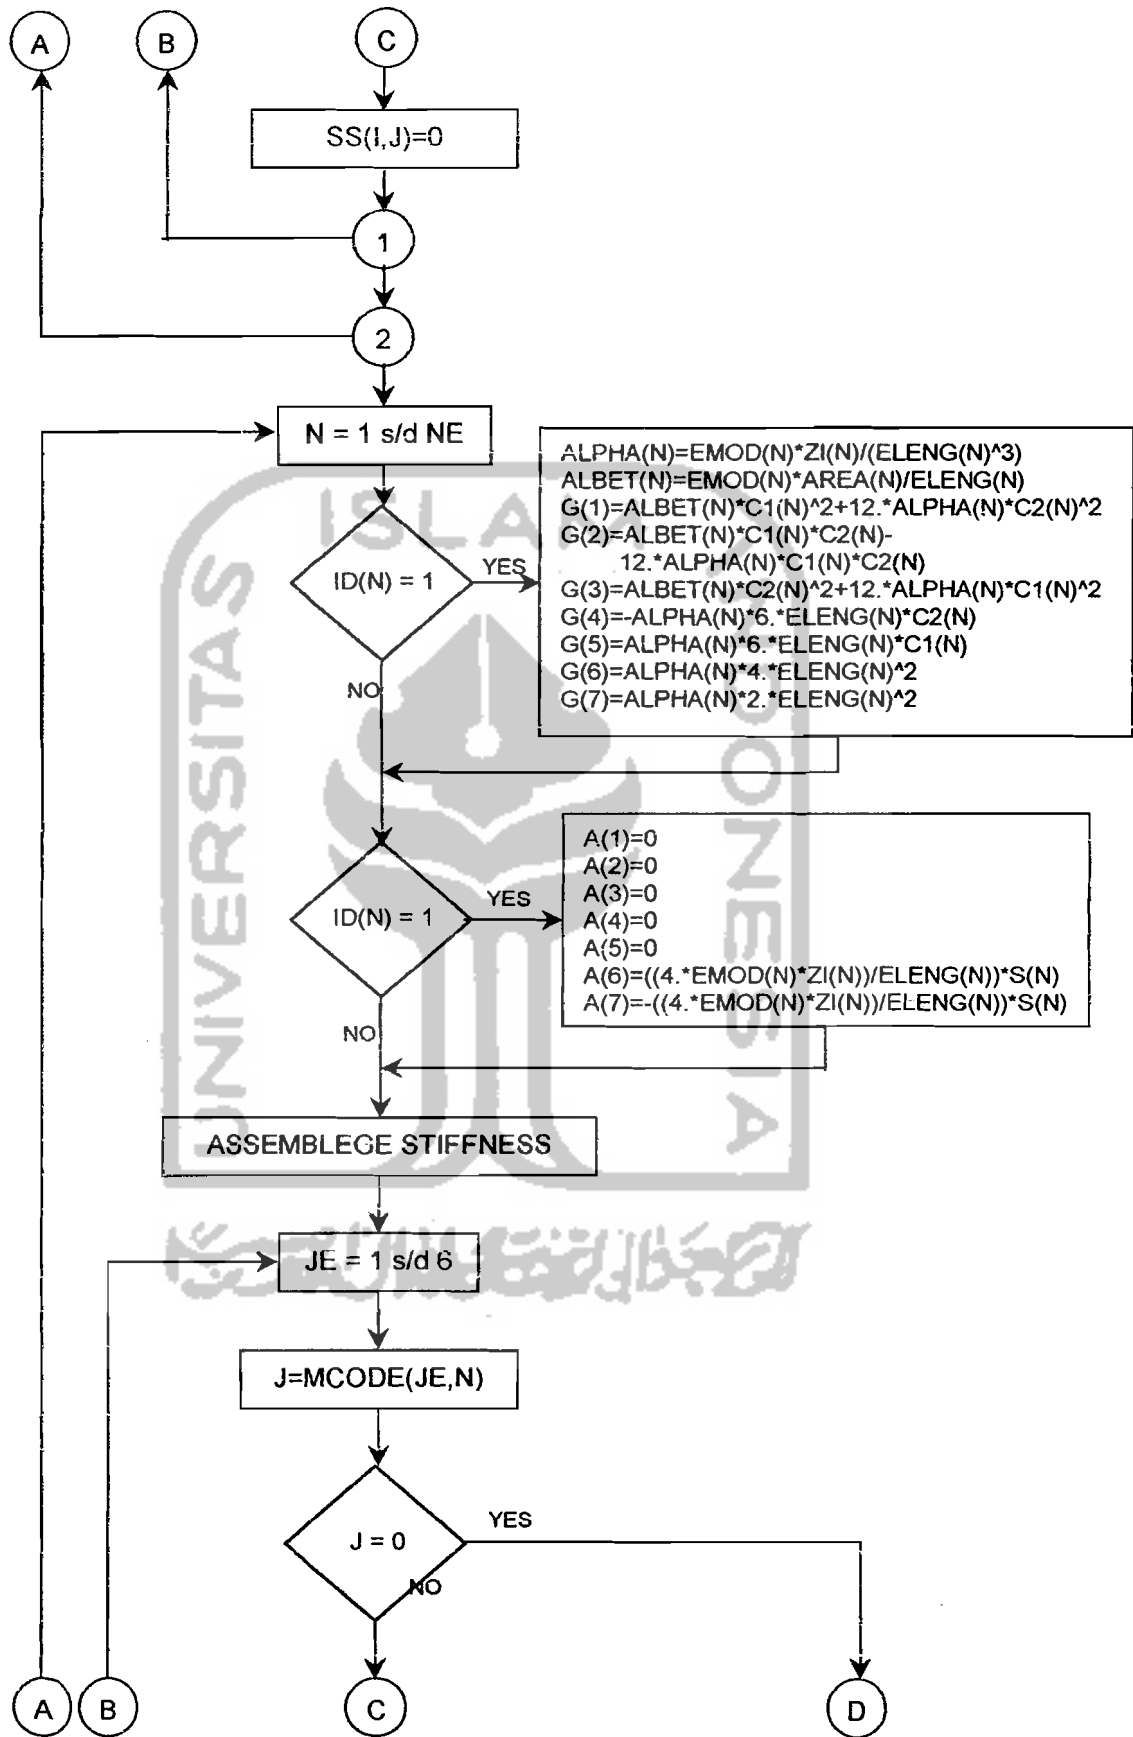 A
B
C
SS(I,J)=0
1
2
N = 1 s/d NE
ALPHA(N)=EMOD(N)*ZI(N)/(ELENG(N)^3)
ALBET(N)=EMOD(N)*AREA(N)/ELENG(N)
G(1)=ALBET(N)*C1(N)^2+12.*ALPHA(N)*C2(N)^2
G(2)=ALBET(N)*C1(N)*C2(N)-
12.*ALPHA(N)*C1(N)*C2(N)
G(3)=ALBET(N)*C2(N)^2+12.*ALPHA(N)*C1(N)^2
G(4)=-ALPHA(N)*6.*ELENG(N)*C2(N)
G(5)=ALPHA(N)*6.*ELENG(N)*C1(N)
G(6)=ALPHA(N)*4.*ELENG(N)^2
G(7)=ALPHA(N)*2.*ELENG(N)^2
ID(N) = 1
YES
NO
A(1)=0
A(2)=0
A(3)=0
A(4)=0
A(5)=0
A(6)=((4.*EMOD(N)*ZI(N))/ELENG(N))*S(N)
A(7)=-((4.*EMOD(N)*ZI(N))/ELENG(N))*S(N)
ID(N) = 1
YES
NO
ASSEMBLEGE STIFFNESS
JE = 1 s/d 6
J=MCODE(JE,N)
J = 0
YES
NO
A
B
C
D
UNIVERSITAS
ISLAM
INDONESIA